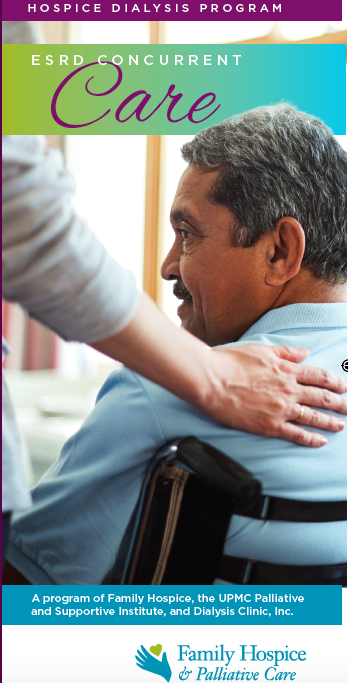 HOSPICE DIALYSIS PROGRAM
ESRD CONCURRENT
Care
A program of Family Hospice, the UPMC Palliative
and Supportive Institute, and Dialysis Clinic, Inc.
Family Hospice
& Palliative Care